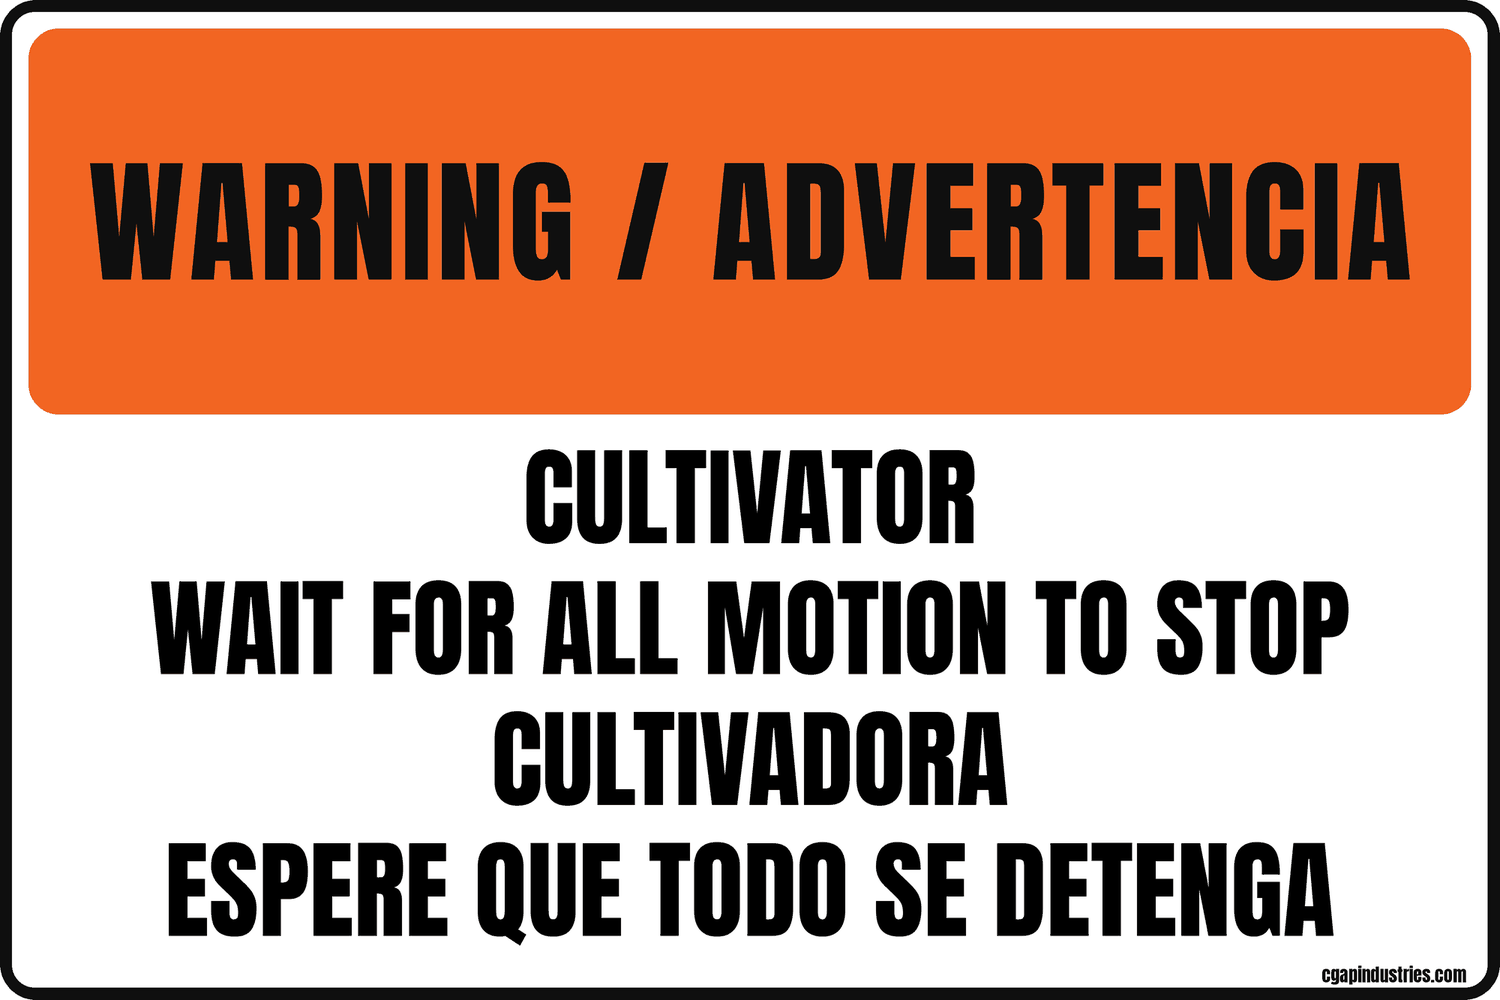 WARNING / ADVERTENCIA
CULTIVATOR
WAIT FOR ALL MOTION TO STOP
CULTIVADORA
ESPERE QUE TODO SE DETENGA
cgapindustries.com